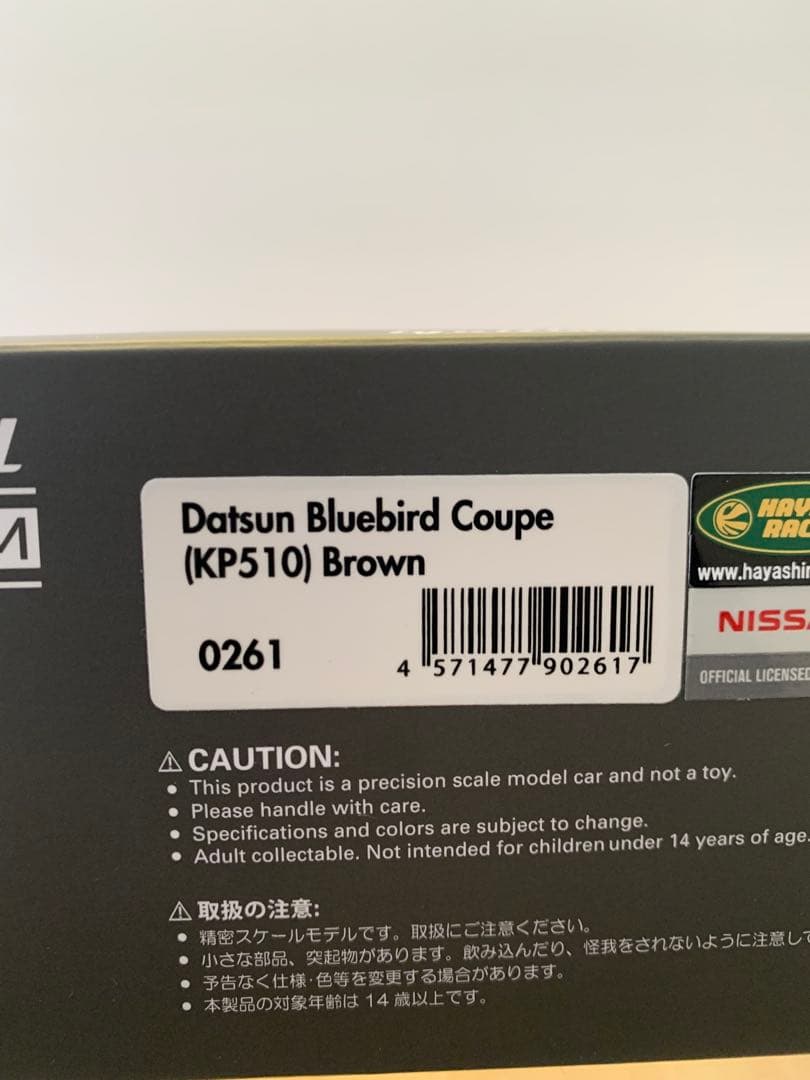 Datsun Bluebird Coupe
(KP510) Brown
0261
4 571477 902617
www.hayashi
NISS
OFFICIAL LICENSED
⚠ CAUTION:
• This product is a precision scale model car and not a toy.
• Please handle with care.
• Specifications and colors are subject to change.
• Adult collectable. Not intended for children under 14 years of age.
⚠ 取扱の注意:
• 精密スケールモデルです。取扱にご注意ください。
• 小さな部品、突起物があります。飲み込んだり、怪我をされないように注意して
• 予告なく仕様・色等を変更する場合があります。
• 本製品の対象年齢は 14 歳以上です。